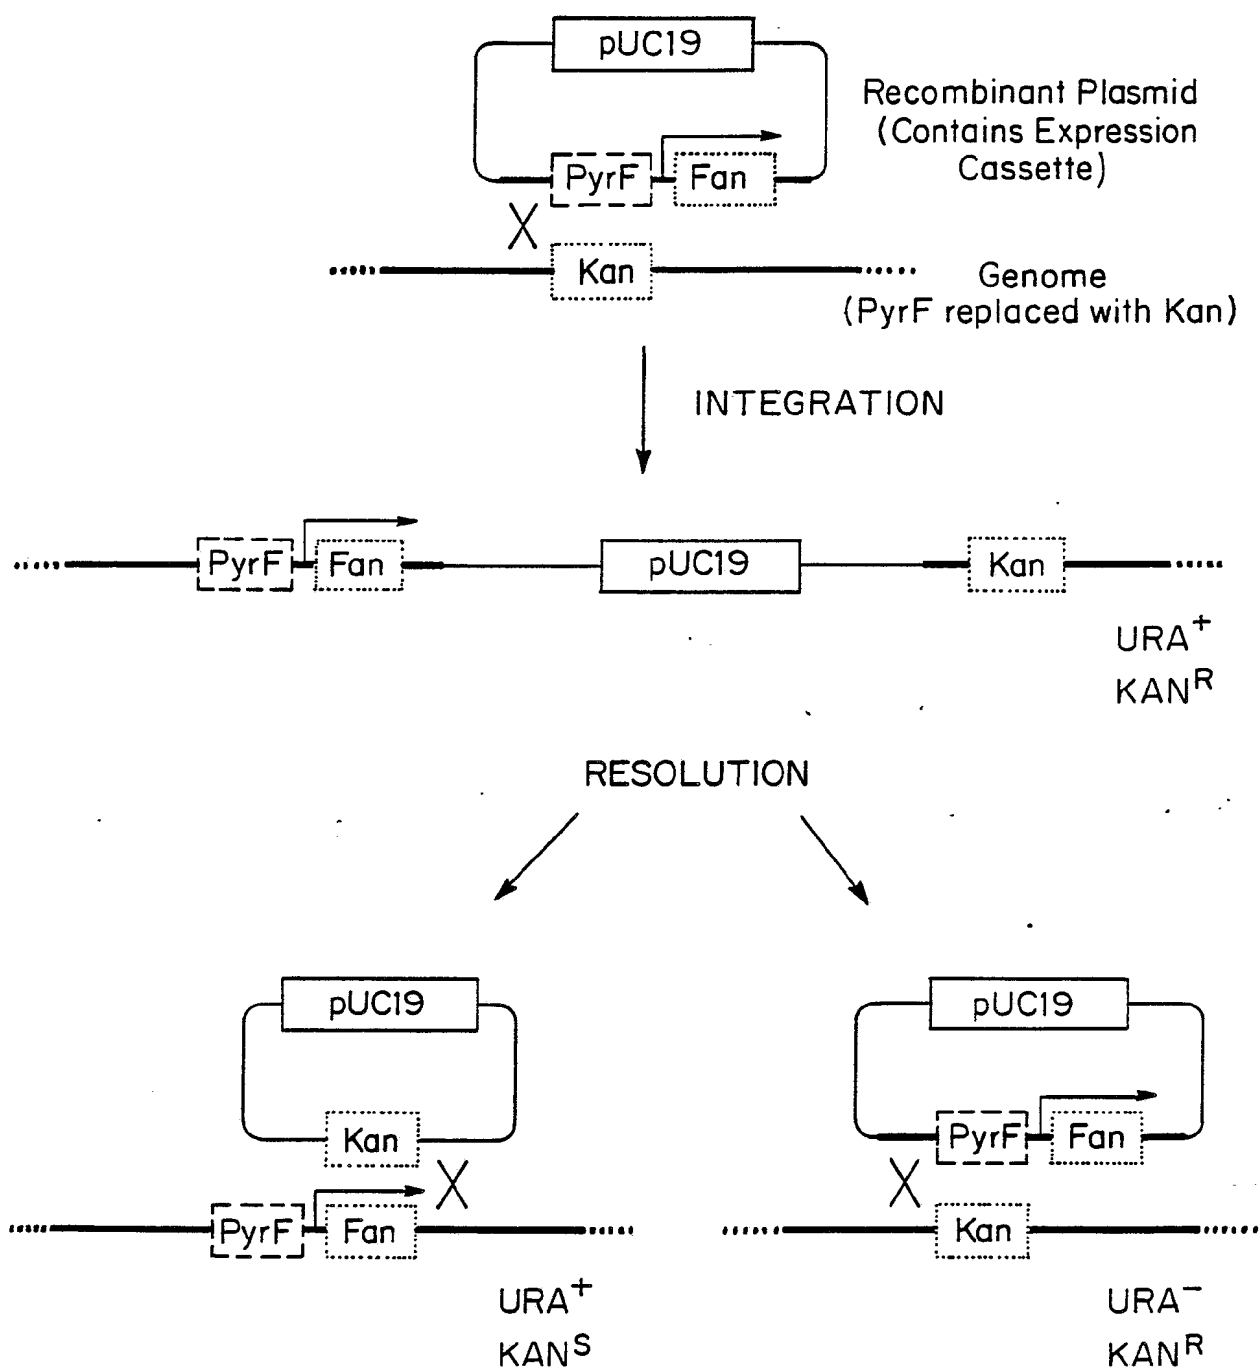 pUC19
Recombinant Plasmid
(Contains Expression
Cassette)
PyrF Fan
Kan
Genome
(PyrF replaced with Kan)
INTEGRATION
PyrF Fan pUC19 Kan
URA+
KANR
RESOLUTION
pUC19
Kan
PyrF Fan
URA+
KANS
pUC19
PyrF Fan
Kan
URA-
KANR